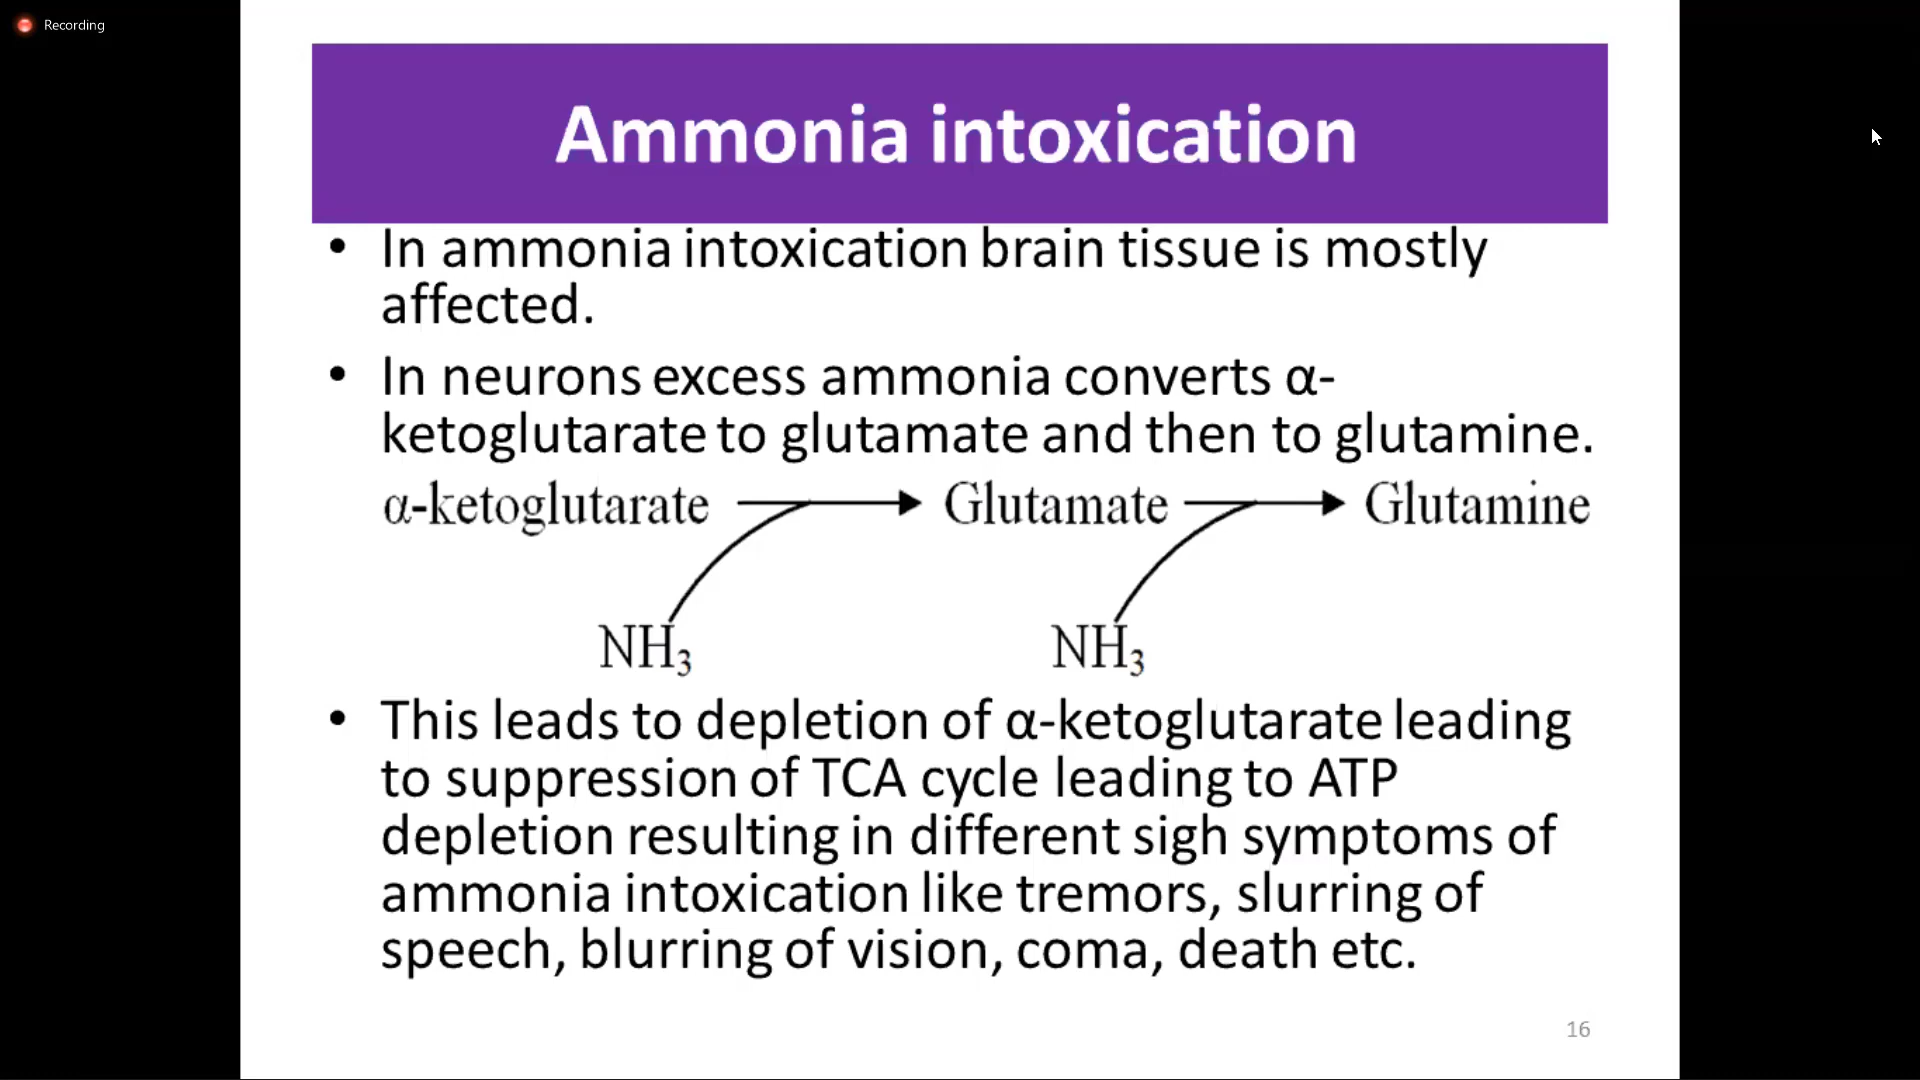 Recording
Ammonia intoxication
• In ammonia intoxication brain tissue is mostly
affected.
• In neurons excess ammonia converts α-
ketoglutarate to glutamate and then to glutamine.
α-ketoglutarate Glutamate Glutamine
NH₃ NH₃
• This leads to depletion of α-ketoglutarate leading
to suppression of TCA cycle leading to ATP
depletion resulting in different sigh symptoms of
ammonia intoxication like tremors, slurring of
speech, blurring of vision, coma, death etc.
16